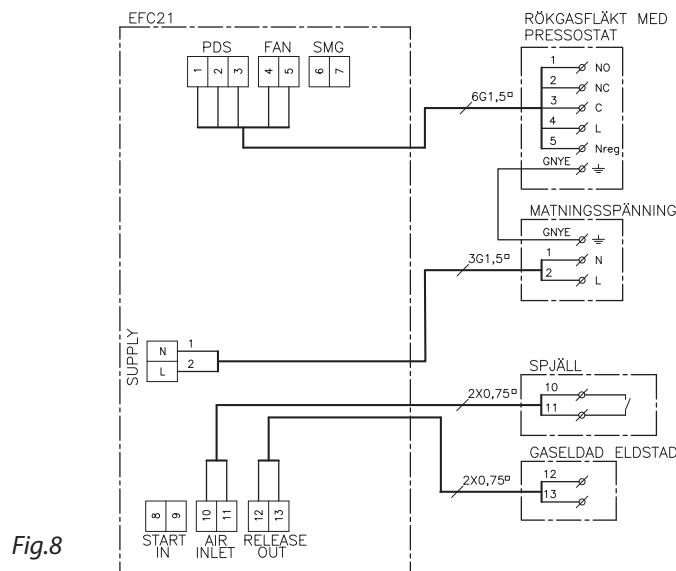 EFC21
PDS FAN SMG
1 2 3 4 5 6 7
RÖKGASFLÄKT MED
PRESSOSTAT
6G1,5▫
1 NO
2 NC
3 C
4 L
5 Nreg
GNYE
MATNINGSSPÄNNING
GNYE
3G1,5▫
1 N
2 L
SUPPLY
N 1
L 2
SPJÄLL
2X0,75▫
10
11
GASELDAD ELDSTAD
2X0,75▫
12
13
8 9 10 11 12 13
START AIR RELEASE
IN INLET OUT
Fig.8